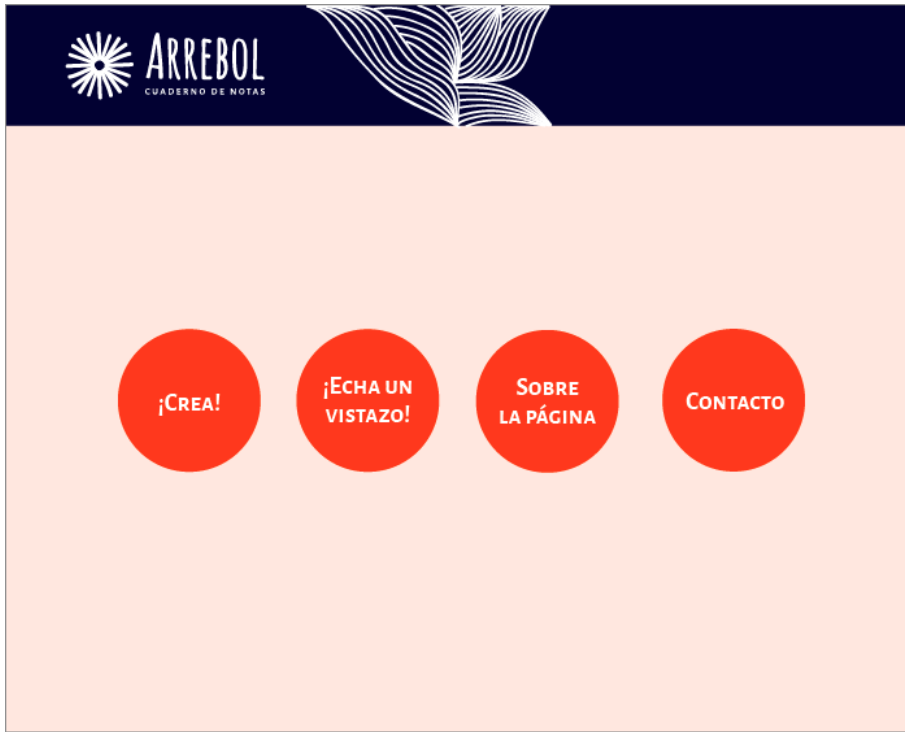 ARREBOL
CUADERNO DE NOTAS
¡CREA!
¡ECHA UN
VISTAZO!
SOBRE
LA PÁGINA
CONTACTO